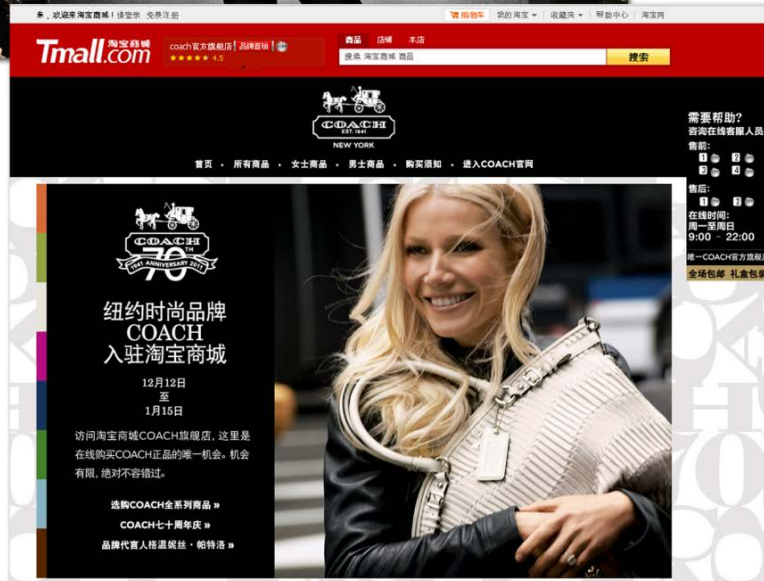 亲，欢迎来淘宝商城！请登录 免费注册
购物车 我的淘宝 收藏夹 帮助中心 淘宝网
Tmall.com 淘宝商城
coach官方旗舰店 品牌直销
4.5
商品 店铺 本店
搜索 淘宝商城 商品
搜索
COACH
EST. 1941
NEW YORK
首页 • 所有商品 • 女士商品 • 男士商品 • 购买须知 • 进入COACH官网
需要帮助?
咨询在线客服人员
售前:
1 2
3 4
售后:
1 2
在线时间:
周一至周日
9:00 - 22:00
唯一COACH官方旗舰店
全场包邮 礼盒包装
COACH
70TH
1941 ANNIVERSARY 2011
纽约时尚品牌
COACH
入驻淘宝商城
12月12日
至
1月15日
访问淘宝商城COACH旗舰店, 这里是
在线购买COACH正品的唯一机会。机会
有限, 绝对不容错过。
选购COACH全系列商品 »
COACH七十周年庆 »
品牌代言人格温妮丝・帕特洛 »